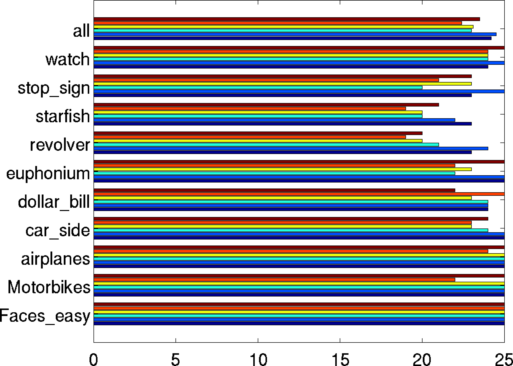 all
watch
stop_sign
starfish
revolver
euphonium
dollar_bill
car_side
airplanes
Motorbikes
Faces_easy
0 5 10 15 20 25